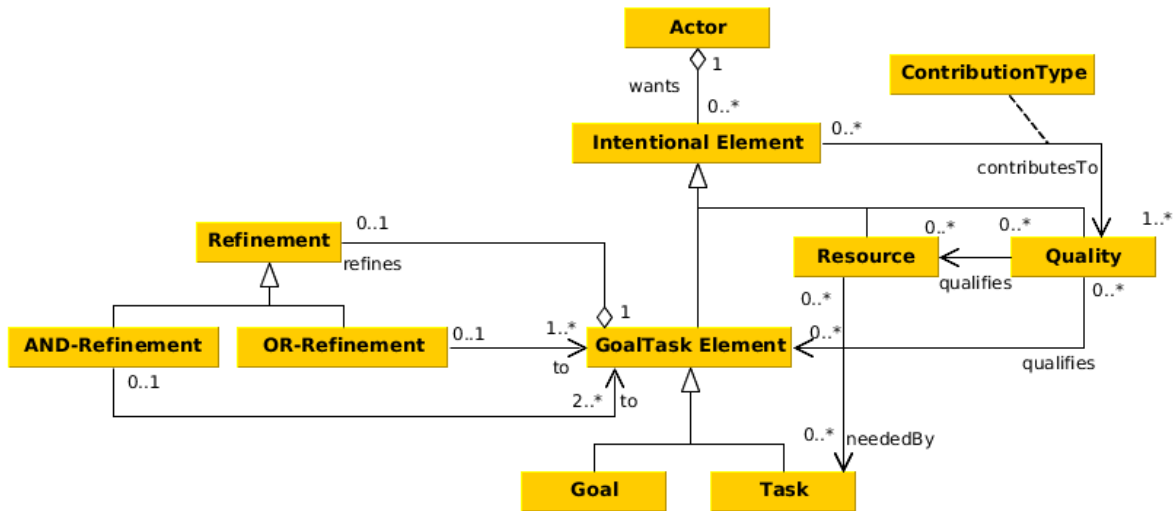 Actor
1
wants
ContributionType
0..*
Intentional Element
0..*
contributesTo
0..1
Refinement
refines
0..*
0..*
1..*
Resource
Quality
qualifies
0..*
0..*
AND-Refinement
OR-Refinement
0..1
1..*
1
GoalTask Element
0..*
to
qualifies
0..1
2..*
to
0..*
neededBy
Goal
Task